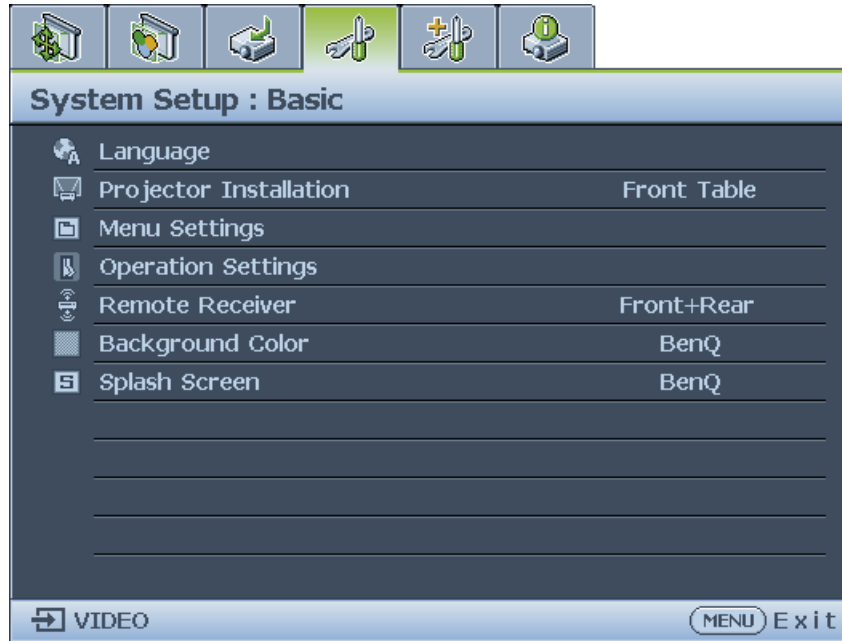 System Setup : Basic
Language
Projector Installation Front Table
Menu Settings
Operation Settings
Remote Receiver Front+Rear
Background Color BenQ
Splash Screen BenQ
VIDEO MENU Exit